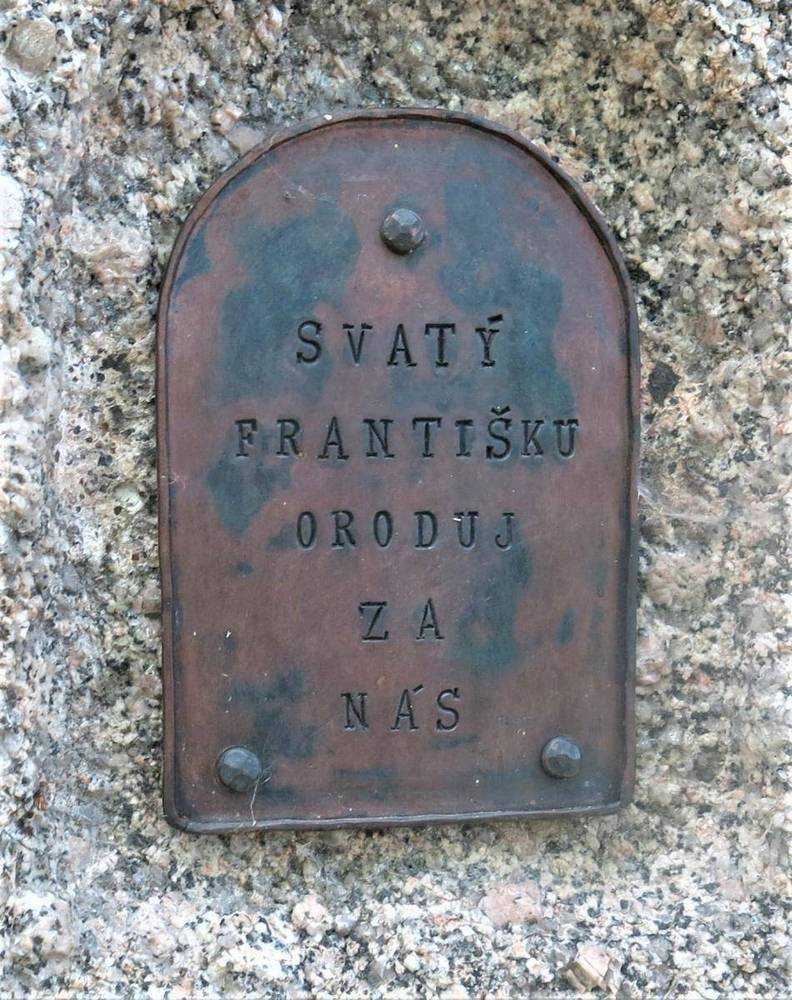 SVATÝ
FRANTIŠKU
ORODUJ
ZA
NÁS